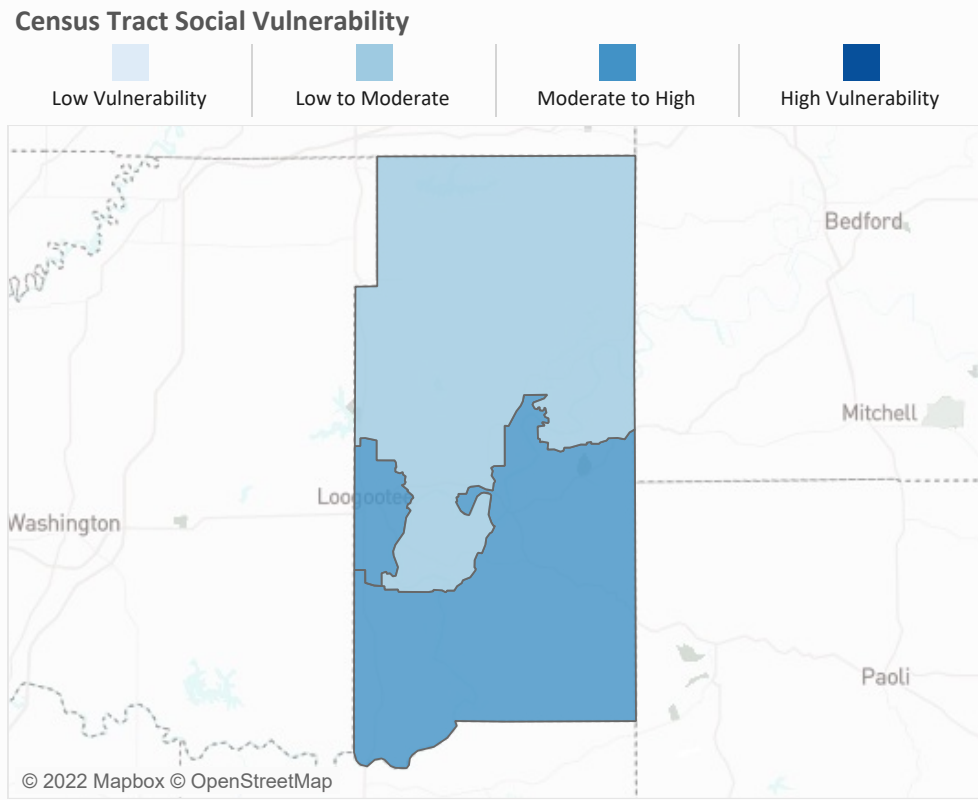 Census Tract Social Vulnerability
Low Vulnerability
Low to Moderate
Moderate to High
High Vulnerability
Bedford
Mitchell
Loogootee
Washington
Paoli
© 2022 Mapbox © OpenStreetMap